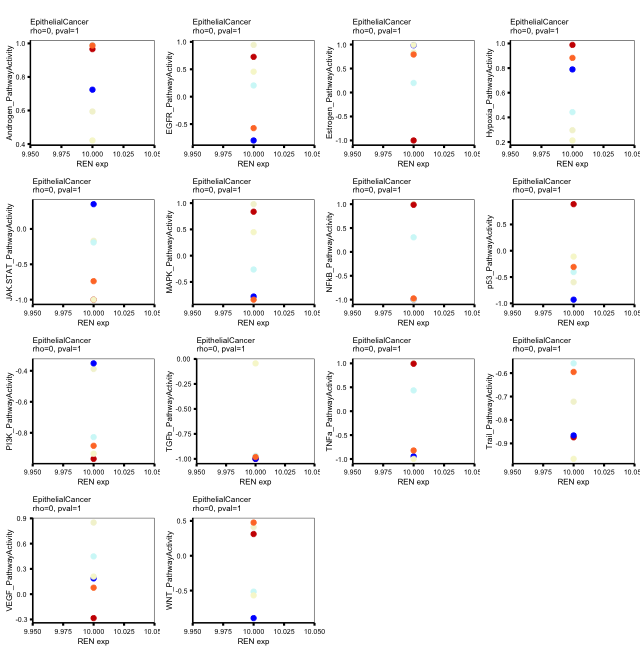 EpithelialCancer
rho=0, pval=1
Androgen_PathwayActivity
1.0
0.8
0.6
0.4
9.950 9.975 10.000 10.025 10.05
REN exp
EpithelialCancer
rho=0, pval=1
EGFR_PathwayActivity
1.0
0.5
0.0
-0.5
9.950 9.975 10.000 10.025 10.05
REN exp
EpithelialCancer
rho=0, pval=1
Estrogen_PathwayActivity
1.0
0.5
0.0
-0.5
-1.0
9.950 9.975 10.000 10.025 10.05
REN exp
EpithelialCancer
rho=0, pval=1
Hypoxia_PathwayActivity
1.0
0.8
0.6
0.4
0.2
9.950 9.975 10.000 10.025 10.05
REN exp
EpithelialCancer
rho=0, pval=1
JAK.STAT_PathwayActivity
0.0
-0.5
-1.0
9.950 9.975 10.000 10.025 10.05
REN exp
EpithelialCancer
rho=0, pval=1
MAPK_PathwayActivity
1.0
0.5
0.0
-0.5
9.950 9.975 10.000 10.025 10.05
REN exp
EpithelialCancer
rho=0, pval=1
NFkB_PathwayActivity
1.0
0.5
0.0
-0.5
-1.0
9.950 9.975 10.000 10.025 10.05
REN exp
EpithelialCancer
rho=0, pval=1
p53_PathwayActivity
0.5
0.0
-0.5
-1.0
9.950 9.975 10.000 10.025 10.05
REN exp
EpithelialCancer
rho=0, pval=1
PI3K_PathwayActivity
-0.4
-0.6
-0.8
9.950 9.975 10.000 10.025 10.05
REN exp
EpithelialCancer
rho=0, pval=1
TGFb_PathwayActivity
0.00
-0.25
-0.50
-0.75
-1.00
9.950 9.975 10.000 10.025 10.05
REN exp
EpithelialCancer
rho=0, pval=1
TNFa_PathwayActivity
1.0
0.5
0.0
-0.5
-1.0
9.950 9.975 10.000 10.025 10.05
REN exp
EpithelialCancer
rho=0, pval=1
Trail_PathwayActivity
-0.6
-0.7
-0.8
-0.9
9.950 9.975 10.000 10.025 10.05
REN exp
EpithelialCancer
rho=0, pval=1
VEGF_PathwayActivity
0.9
0.6
0.3
0.0
-0.3
9.950 9.975 10.000 10.025 10.05
REN exp
EpithelialCancer
rho=0, pval=1
WNT_PathwayActivity
0.5
0.0
-0.5
9.950 9.975 10.000 10.025 10.050
REN exp